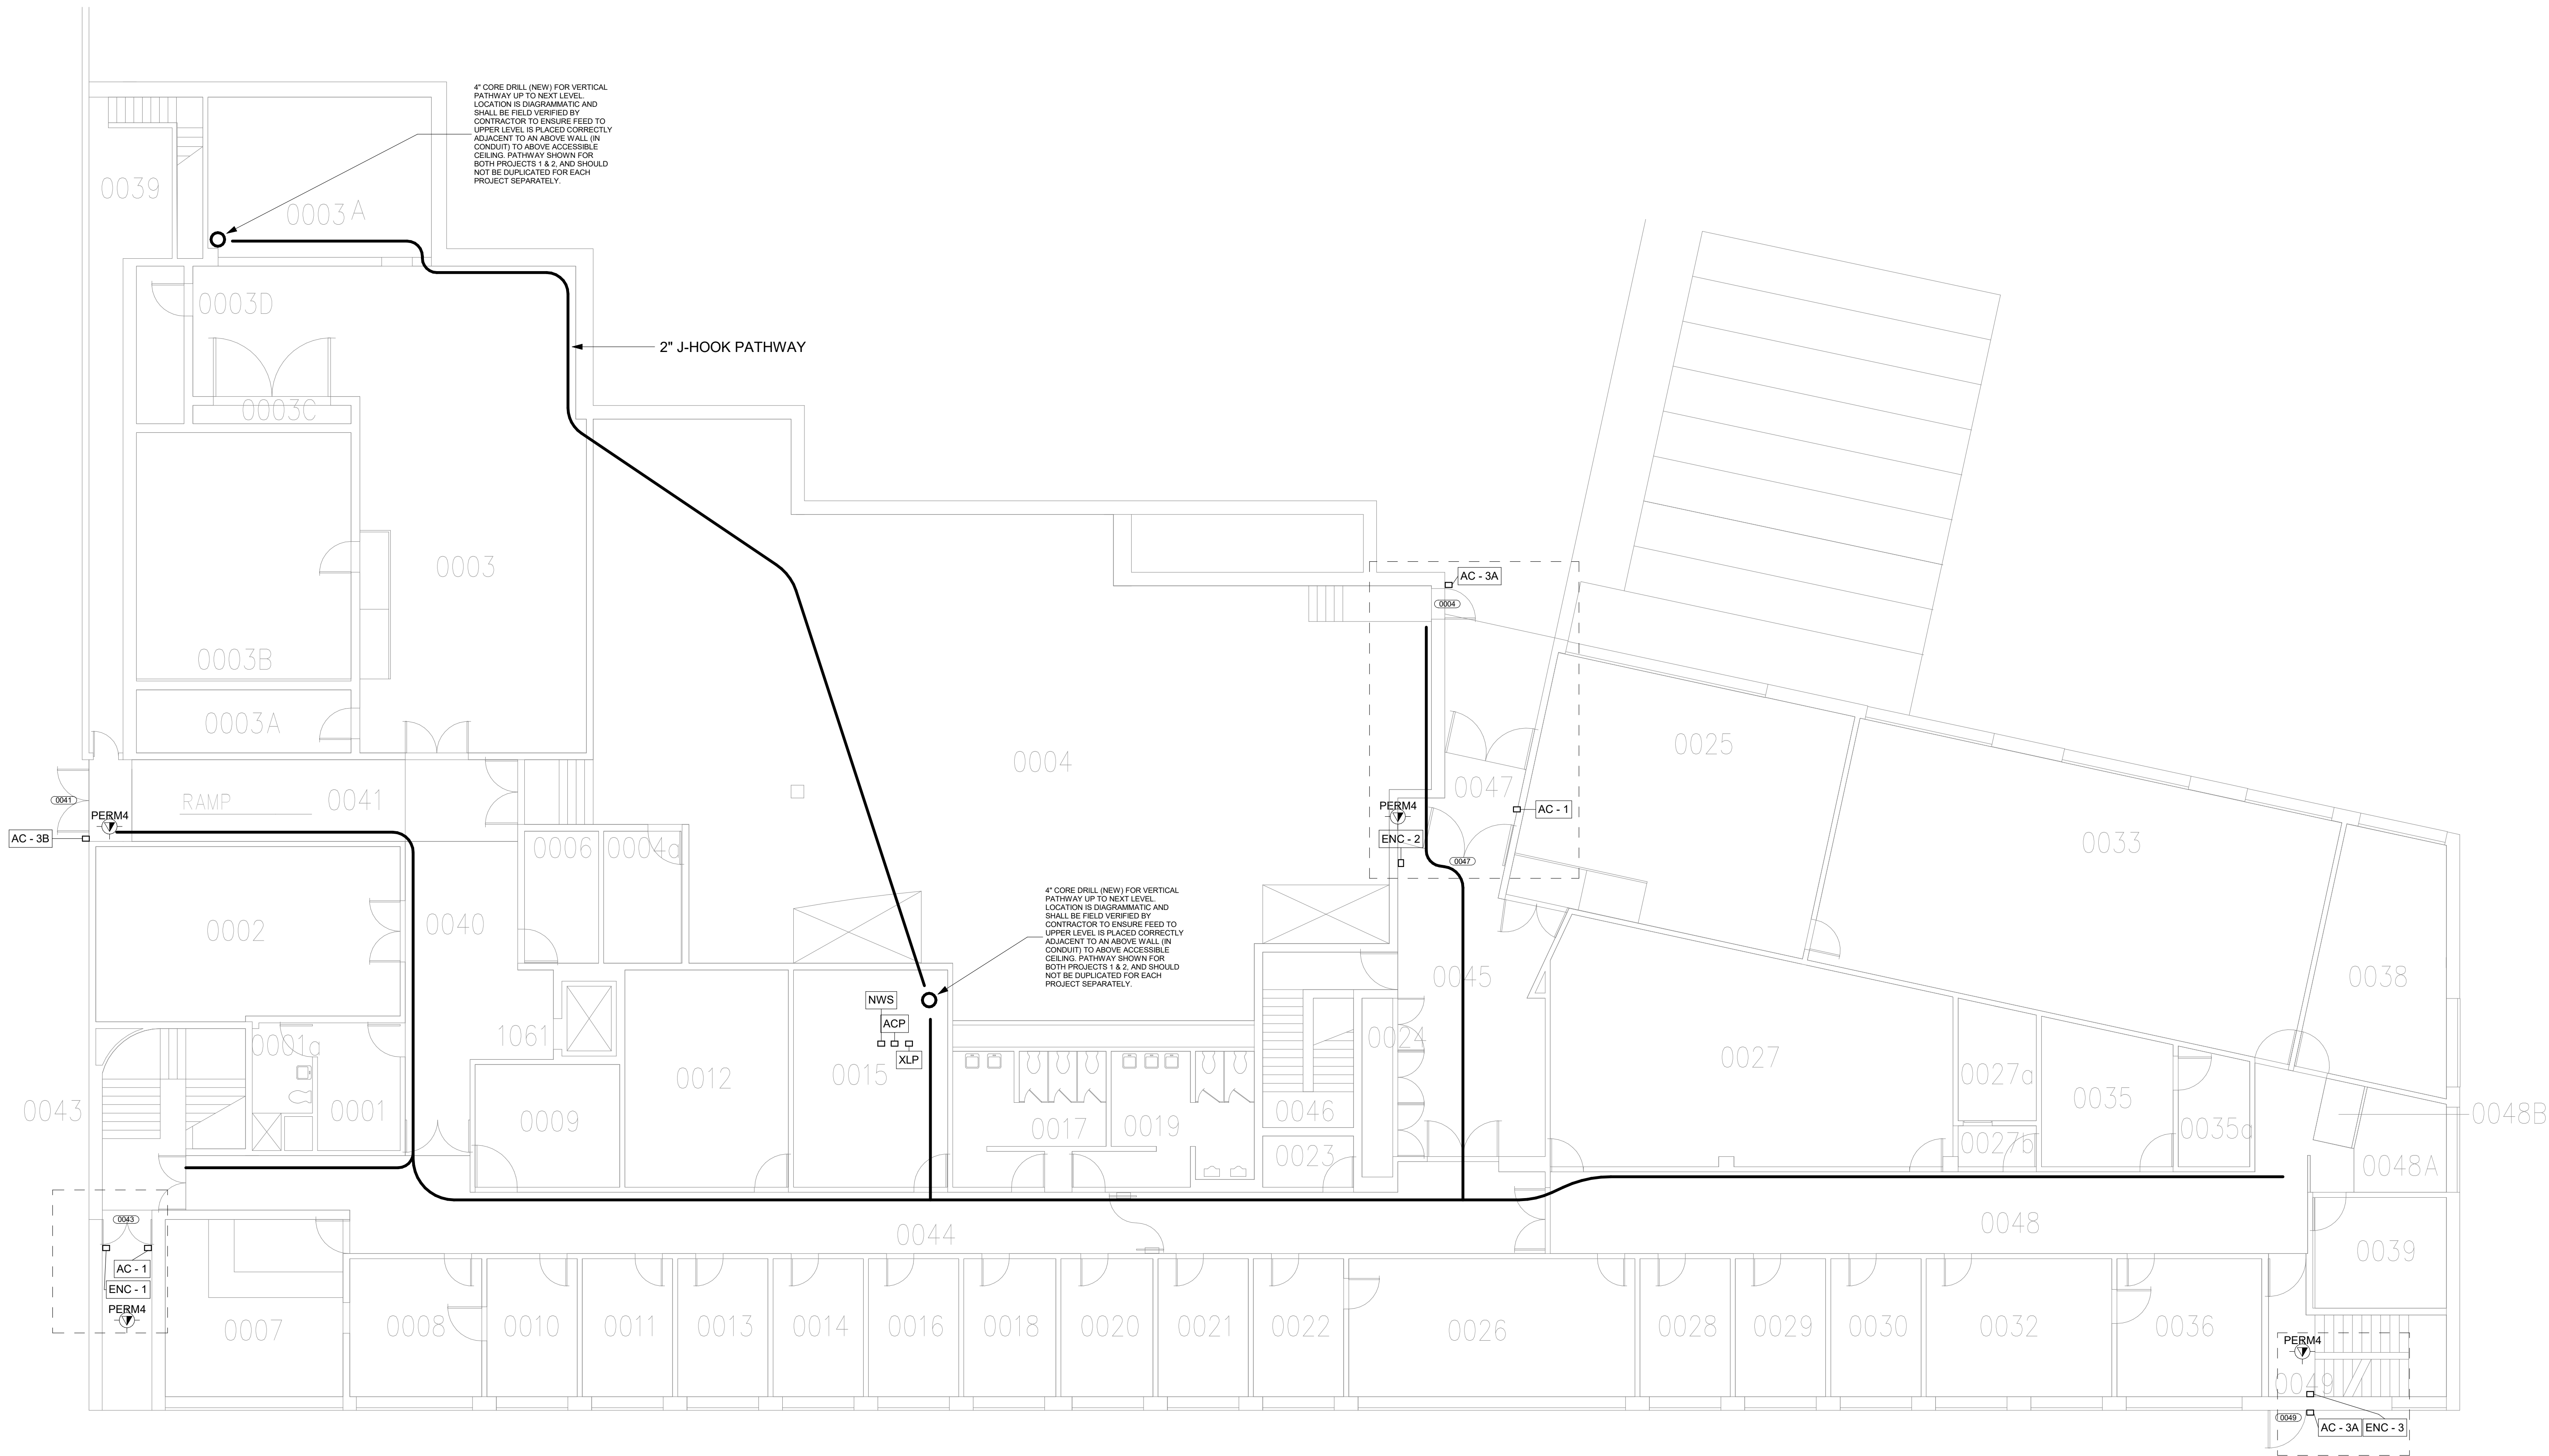 4" CORE DRILL (NEW) FOR VERTICAL
PATHWAY UP TO NEXT LEVEL.
LOCATION IS DIAGRAMMATIC AND
SHALL BE FIELD VERIFIED BY
CONTRACTOR TO ENSURE FEED TO
UPPER LEVEL IS PLACED CORRECTLY
ADJACENT TO AN ABOVE WALL (IN
CONDUIT) TO ABOVE ACCESSIBLE
CEILING. PATHWAY SHOWN FOR
BOTH PROJECTS 1 & 2, AND SHOULD
NOT BE DUPLICATED FOR EACH
PROJECT SEPARATELY.
0039
0003A
0003D
2" J-HOOK PATHWAY
0003C
0003
AC - 3A
0004
0003B
0003A
0025
0004
0047
RAMP
0041
0041
PERM4
AC - 3B
PERM4
AC - 1
ENC - 2
0047
0006
0004a
0033
0002
0040
4" CORE DRILL (NEW) FOR VERTICAL
PATHWAY UP TO NEXT LEVEL.
LOCATION IS DIAGRAMMATIC AND
SHALL BE FIELD VERIFIED BY
CONTRACTOR TO ENSURE FEED TO
UPPER LEVEL IS PLACED CORRECTLY
ADJACENT TO AN ABOVE WALL (IN
CONDUIT) TO ABOVE ACCESSIBLE
CEILING. PATHWAY SHOWN FOR
BOTH PROJECTS 1 & 2, AND SHOULD
NOT BE DUPLICATED FOR EACH
PROJECT SEPARATELY.
0045
0038
NWS
ACP
XLP
0001a
1061
0024
0027
0012
0015
0027a
0043
0001
0009
0017
0019
0046
0035
0048B
0023
0027b
0035a
0048A
0043
0044
0048
0039
AC - 1
ENC - 1
PERM4
0007
0008
0010
0011
0013
0014
0016
0018
0020
0021
0022
0026
0028
0029
0030
0032
0036
PERM4
0049
0049
AC - 3A
ENC - 3